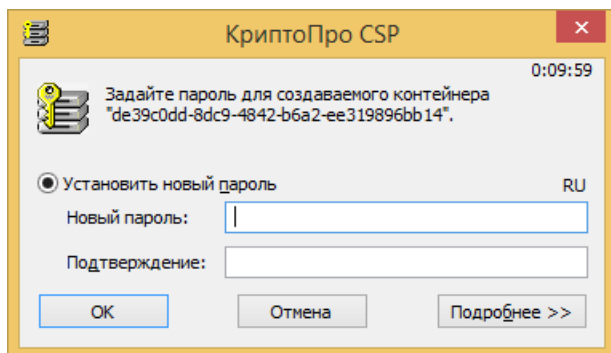 КриптоПро CSP
0:09:59
Задайте пароль для создаваемого контейнера
"de39c0dd-8dc9-4842-b6a2-ee319896bb14".
Установить новый пароль
RU
Новый пароль:
Подтверждение:
OK
Отмена
Подробнее >>